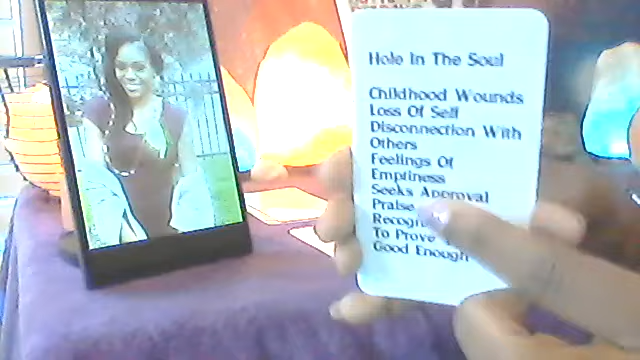 Hole In The Soul
Childhood Wounds
Loss Of Self
Disconnection With
Others
Feelings Of
Emptiness
Seeks Approval
Praise
To Prove
Good Enough